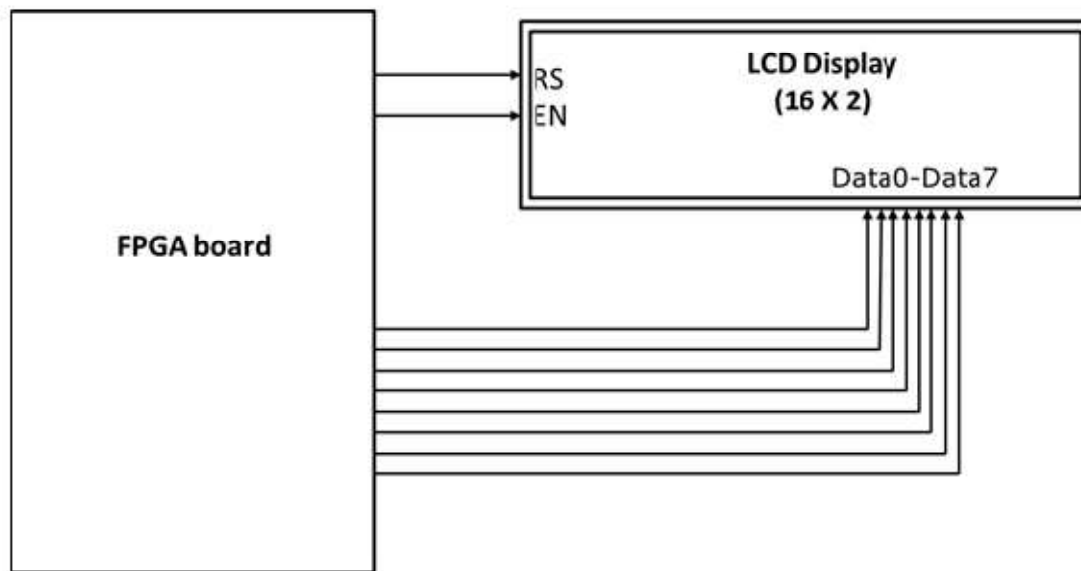 LCD Display
(16 X 2)
RS
EN
Data0-Data7
FPGA board